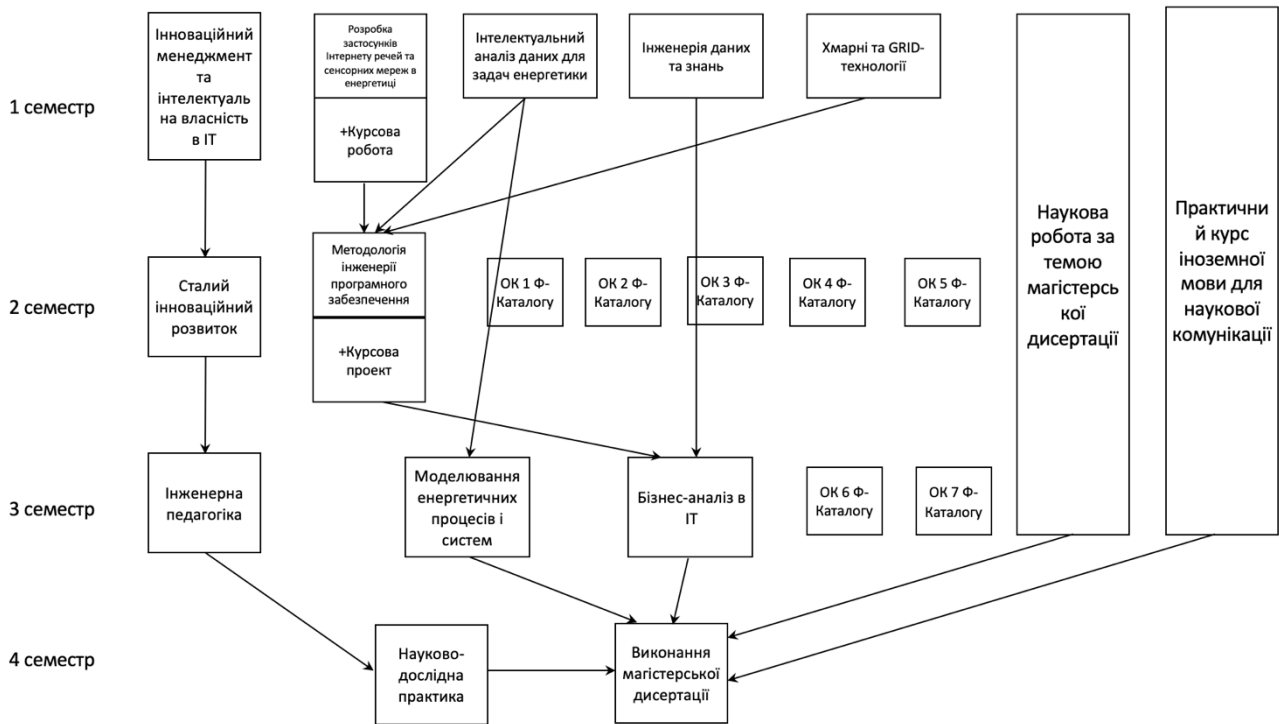 1 семестр
Інноваційний
менеджмент
та
інтелектуаль
на власність
в ІТ
Розробка
застосунків
Інтернету речей та
сенсорних мереж в
енергетиці
+Курсова
робота
Інтелектуальний
аналіз даних для
задач енергетики
Інженерія даних
та знань
Хмарні та GRID-
технології
2 семестр
Сталий
інноваційний
розвиток
Методологія
інженерії
програмного
забезпечення
+Курсова
проект
ОК 1 Ф-
Каталогу
ОК 2 Ф-
Каталогу
ОК 3 Ф-
Каталогу
ОК 4 Ф-
Каталогу
ОК 5 Ф-
Каталогу
Наукова
робота за
темою
магістерсь
кої
дисертації
Практични
й курс
іноземної
мови для
наукової
комунікації
3 семестр
Інженерна
педагогіка
Моделювання
енергетичних
процесів і
систем
Бізнес-аналіз в
ІТ
ОК 6 Ф-
Каталогу
ОК 7 Ф-
Каталогу
4 семестр
Науково-
дослідна
практика
Виконання
магістерської
дисертації